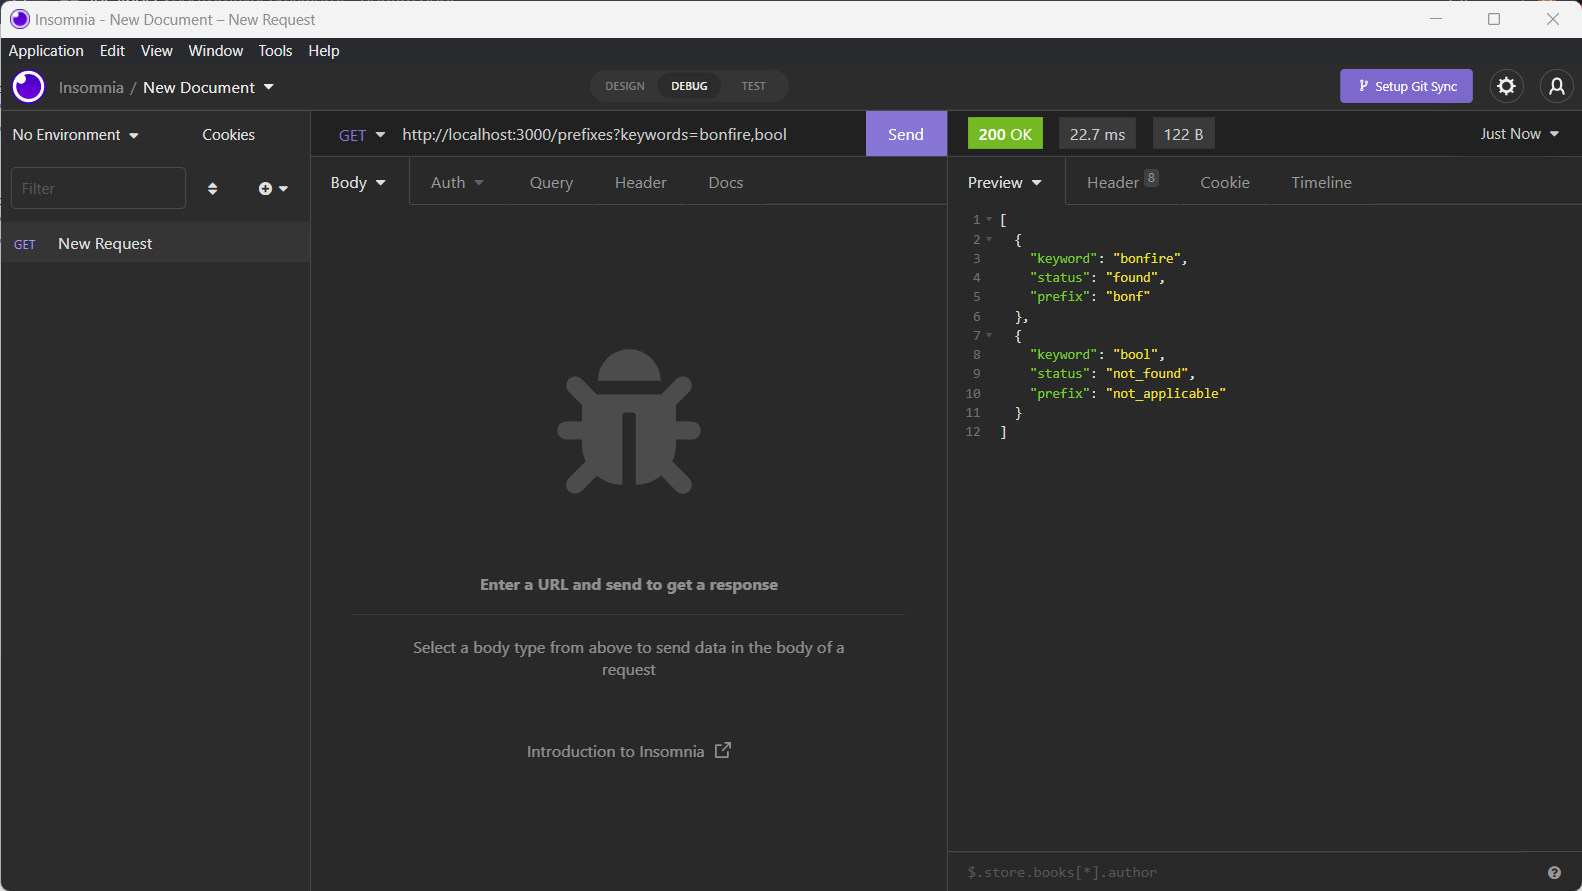 Insomnia - New Document – New Request
Application Edit View Window Tools Help
Insomnia / New Document
DESIGN DEBUG TEST
Setup Git Sync
No Environment Cookies
Filter
GET New Request
GET http://localhost:3000/prefixes?keywords=bonfire,bool Send
Body Auth Query Header Docs
Enter a URL and send to get a response
Select a body type from above to send data in the body of a
request
Introduction to Insomnia
200 OK 22.7 ms 122 B Just Now
Preview Header 8 Cookie Timeline
1 [
2 {
3 "keyword": "bonfire",
4 "status": "found",
5 "prefix": "bonf"
6 },
7 {
8 "keyword": "bool",
9 "status": "not_found",
10 "prefix": "not_applicable"
11 }
12 ]
$.store.books[*].author